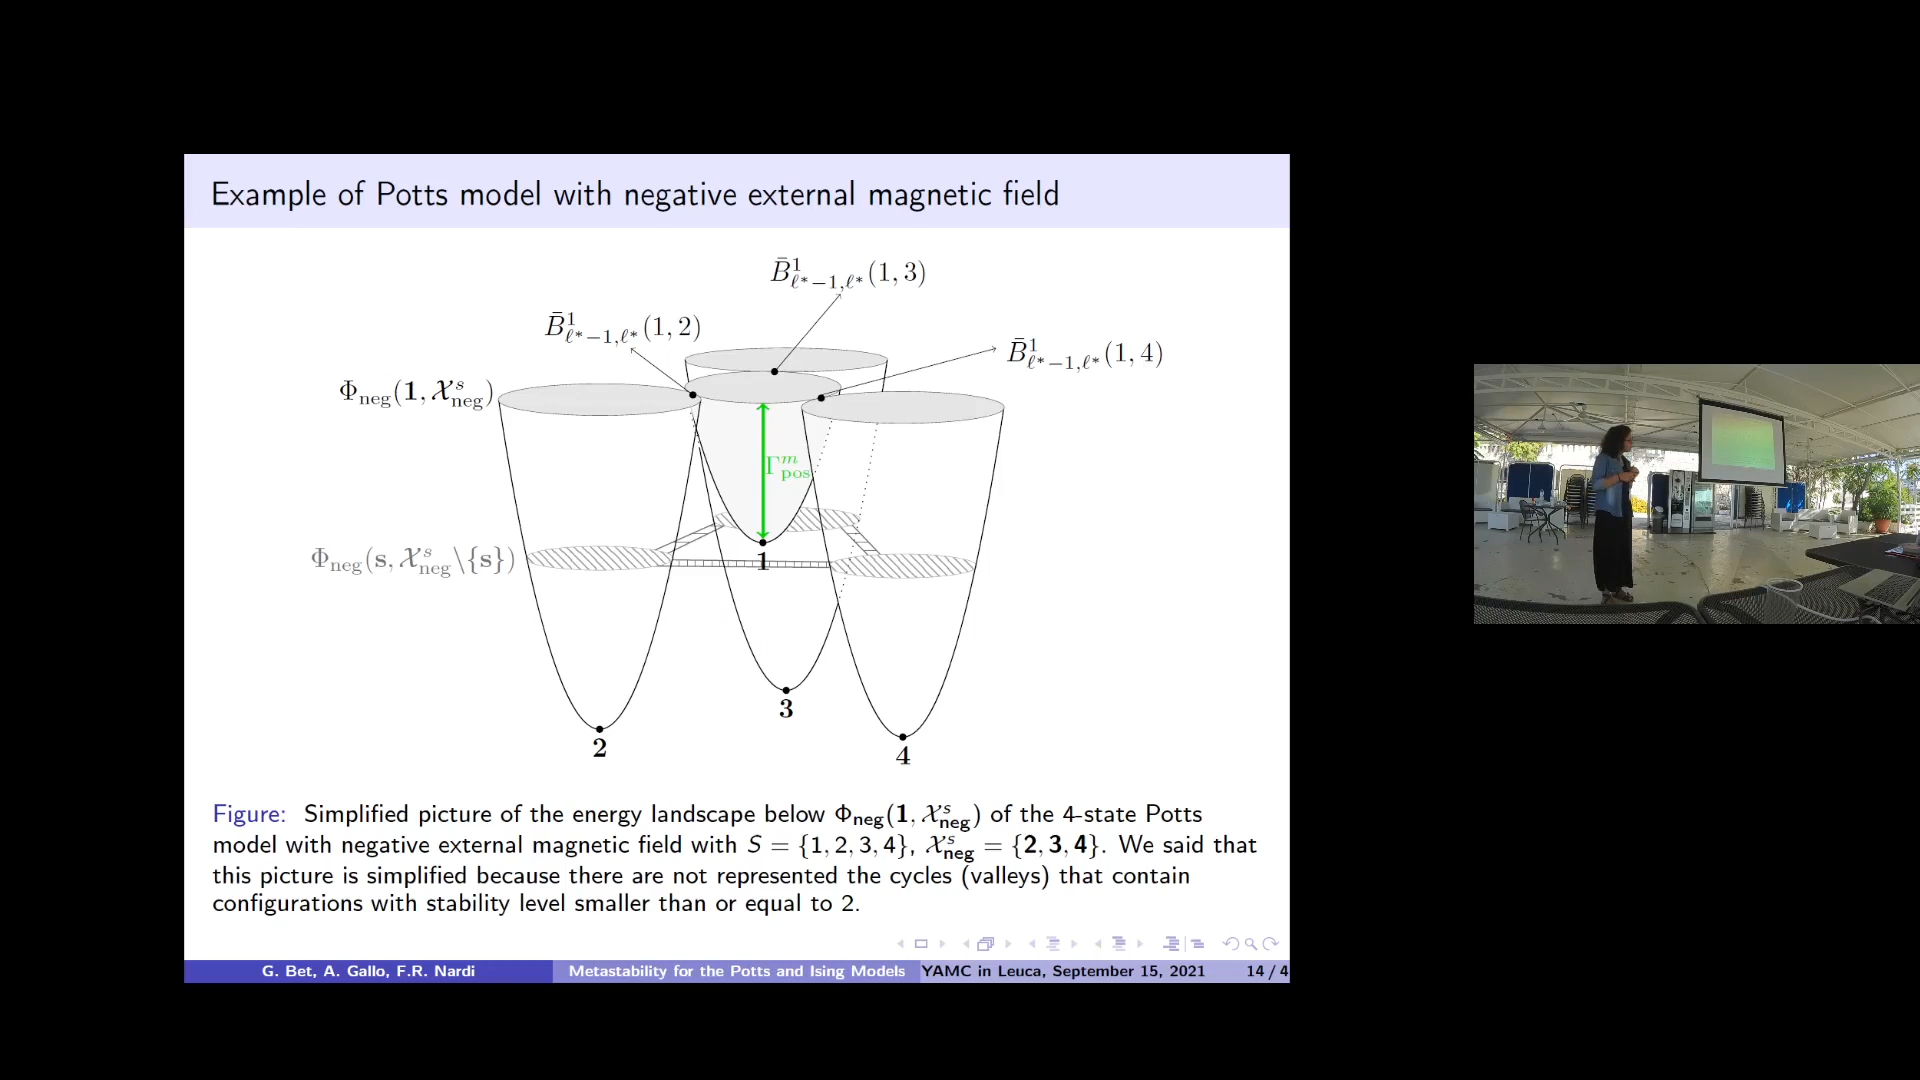 Example of Potts model with negative external magnetic field
B̄¹ℓ*−1,ℓ*(1, 3)
B̄¹ℓ*−1,ℓ*(1, 2)
B̄¹ℓ*−1,ℓ*(1, 4)
Φneg(1, 𝒳ˢneg)
Γᵐpos
Φneg(s, 𝒳ˢneg\{s})
1
3
2
4
Figure: Simplified picture of the energy landscape below Φneg(1, 𝒳ˢneg) of the 4-state Potts
model with negative external magnetic field with S = {1, 2, 3, 4}, 𝒳ˢneg = {2, 3, 4}. We said that
this picture is simplified because there are not represented the cycles (valleys) that contain
configurations with stability level smaller than or equal to 2.
G. Bet, A. Gallo, F.R. Nardi Metastability for the Potts and Ising Models YAMC in Leuca, September 15, 2021 14 / 4